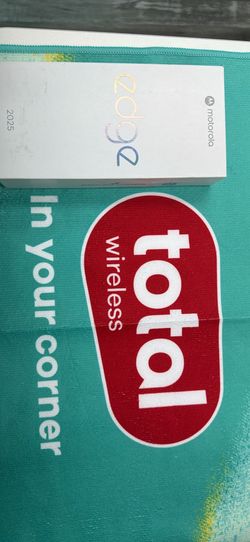 motorola
edge
2025
total
wireless
In your corner